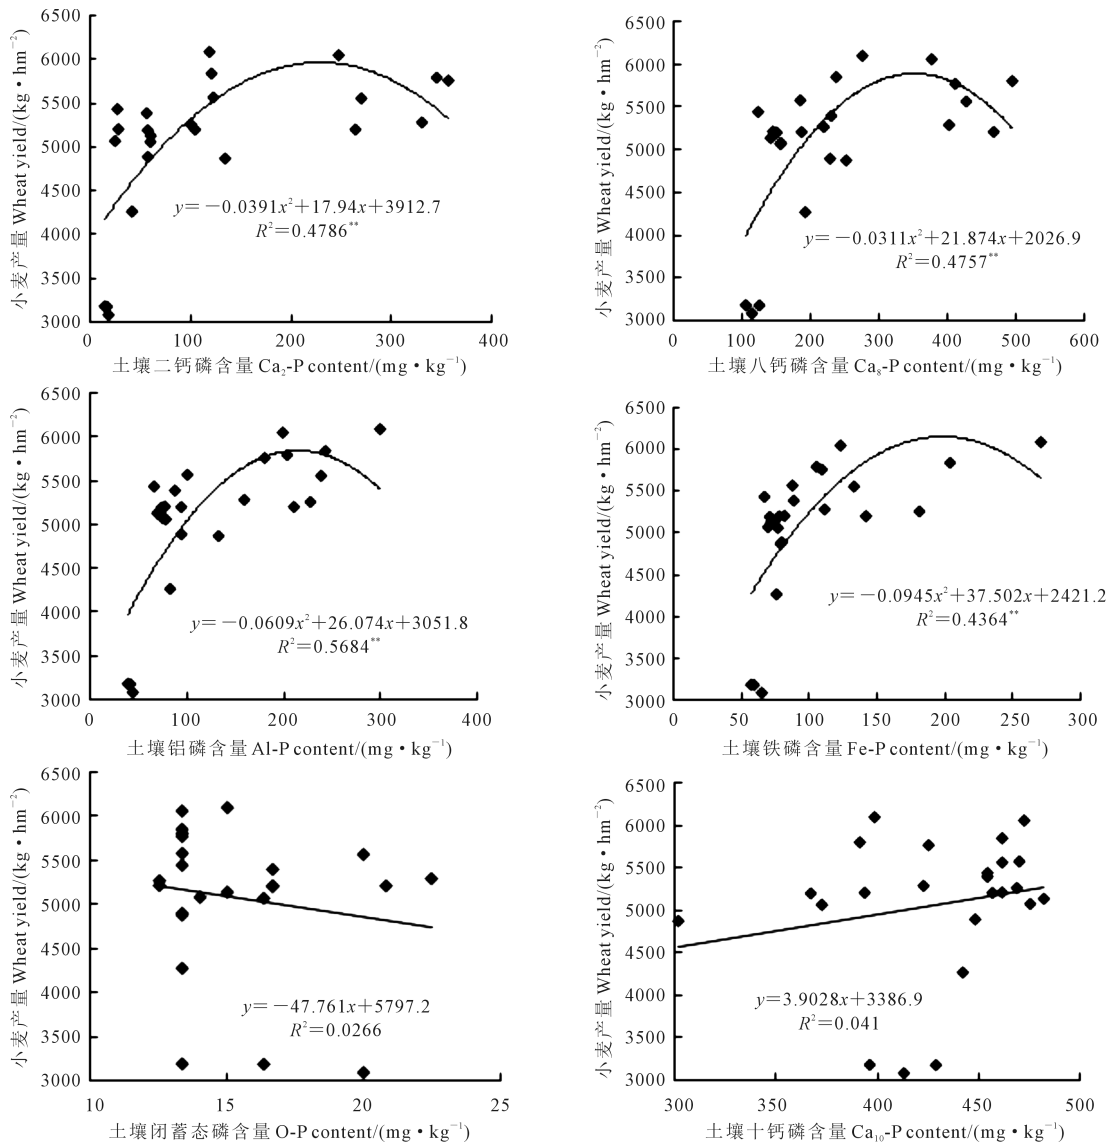 6500
6000
5500
5000
4500
4000
3500
3000
小麦产量 Wheat yield/(kg·hm⁻²)
y=−0.0391x²+17.94x+3912.7
R²=0.4786**
0 100 200 300 400
土壤二钙磷含量 Ca₂-P content/(mg·kg⁻¹)
6500
6000
5500
5000
4500
4000
3500
3000
小麦产量 Wheat yield/(kg·hm⁻²)
y=−0.0311x²+21.874x+2026.9
R²=0.4757**
0 100 200 300 400 500 600
土壤八钙磷含量 Ca₈-P content/(mg·kg⁻¹)
6500
6000
5500
5000
4500
4000
3500
3000
小麦产量 Wheat yield/(kg·hm⁻²)
y=−0.0609x²+26.074x+3051.8
R²=0.5684**
0 100 200 300 400
土壤铝磷含量 Al-P content/(mg·kg⁻¹)
6500
6000
5500
5000
4500
4000
3500
3000
小麦产量 Wheat yield/(kg·hm⁻²)
y=−0.0945x²+37.502x+2421.2
R²=0.4364**
0 50 100 150 200 250 300
土壤铁磷含量 Fe-P content/(mg·kg⁻¹)
6500
6000
5500
5000
4500
4000
3500
3000
小麦产量 Wheat yield/(kg·hm⁻²)
y=−47.761x+5797.2
R²=0.0266
10 15 20 25
土壤闭蓄态磷含量 O-P content/(mg·kg⁻¹)
6500
6000
5500
5000
4500
4000
3500
3000
小麦产量 Wheat yield/(kg·hm⁻²)
y=3.9028x+3386.9
R²=0.041
300 350 400 450 500
土壤十钙磷含量 Ca₁₀-P content/(mg·kg⁻¹)